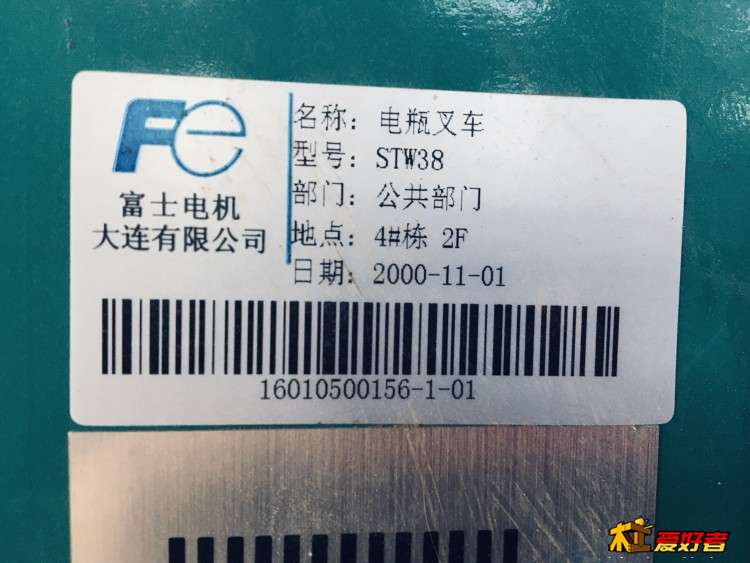 Fe
富士电机
大连有限公司
名称：电瓶叉车
型号：STW38
部门：公共部门
地点：4#栋 2F
日期：2000-11-01
16010500156-1-01
杠爱好者